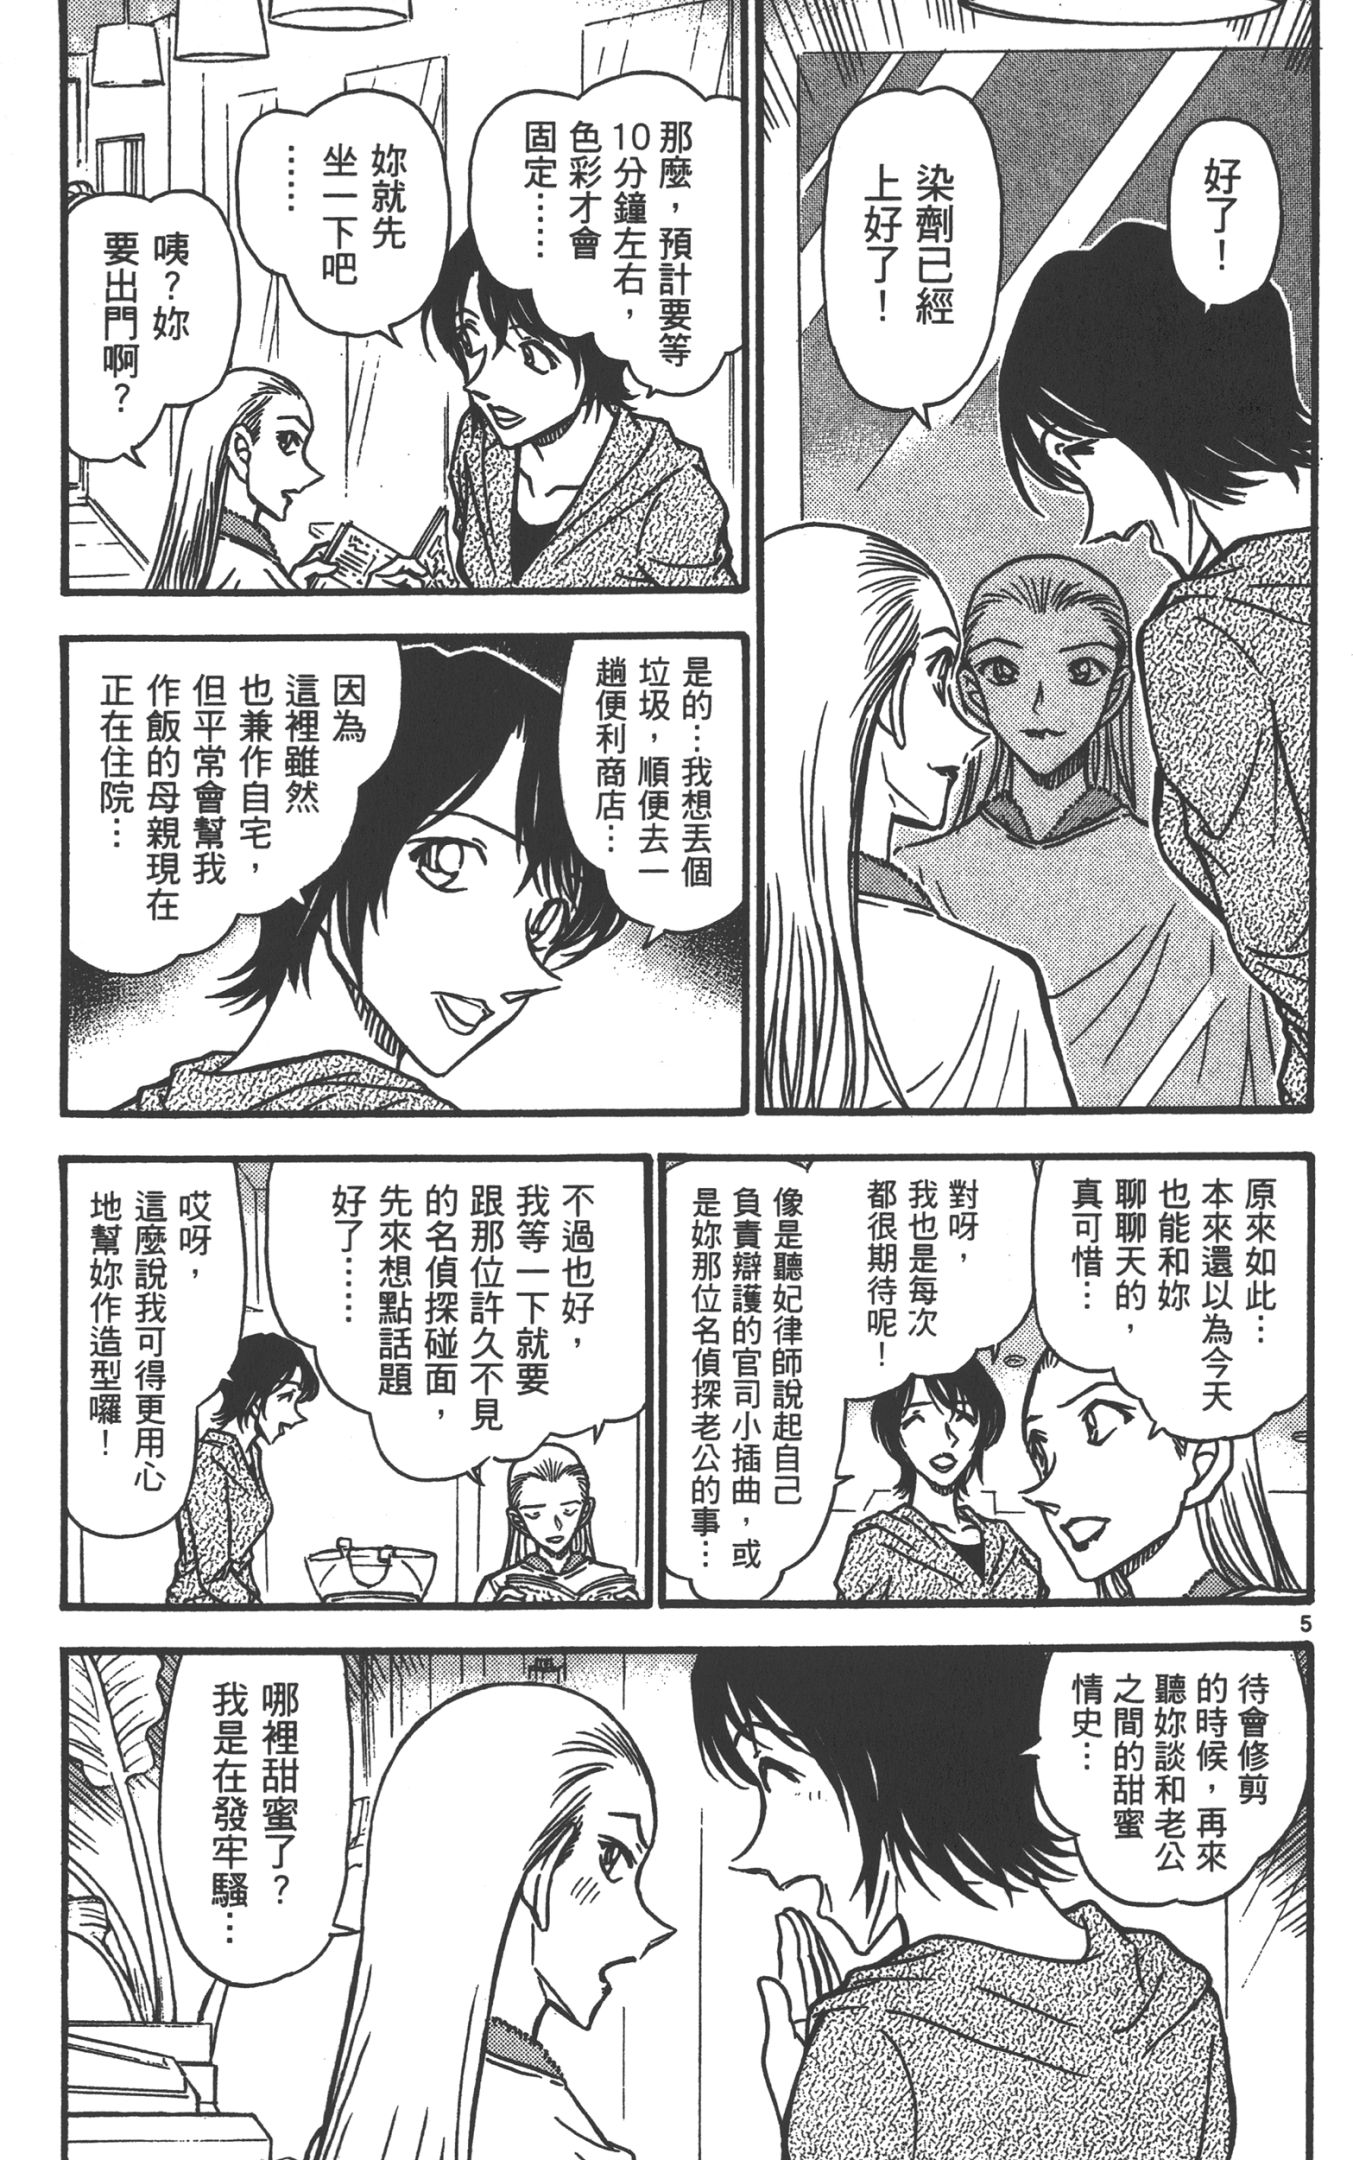 好了！
染劑已經
上好了！
那麼，預計要等
10分鐘左右，
色彩才會
固定……
妳就先
坐一下吧
……
咦？妳
要出門啊？
是的…我想丟個
垃圾，順便去一
趟便利商店…
因為
這裡雖然
也兼作自宅，
但平常會幫我
作飯的母親現在
正在住院…
原來如此…
本來還以為今天
也能和妳
聊聊天的，
真可惜…
對呀，
我也是每次
都很期待呢！
像是聽妃律師說起自己
負責辯護的官司小插曲，或
是妳那位名偵探老公的事…
不過也好，
我等一下就要
跟那位許久不見
的名偵探碰面，
先來想點話題
好了……
哎呀，
這麼說我可得更用心
地幫妳作造型囉！
5
待會修剪
的時候，再來
聽妳談和老公
之間的甜蜜
情史…
哪裡甜蜜了？
我是在發牢騷…